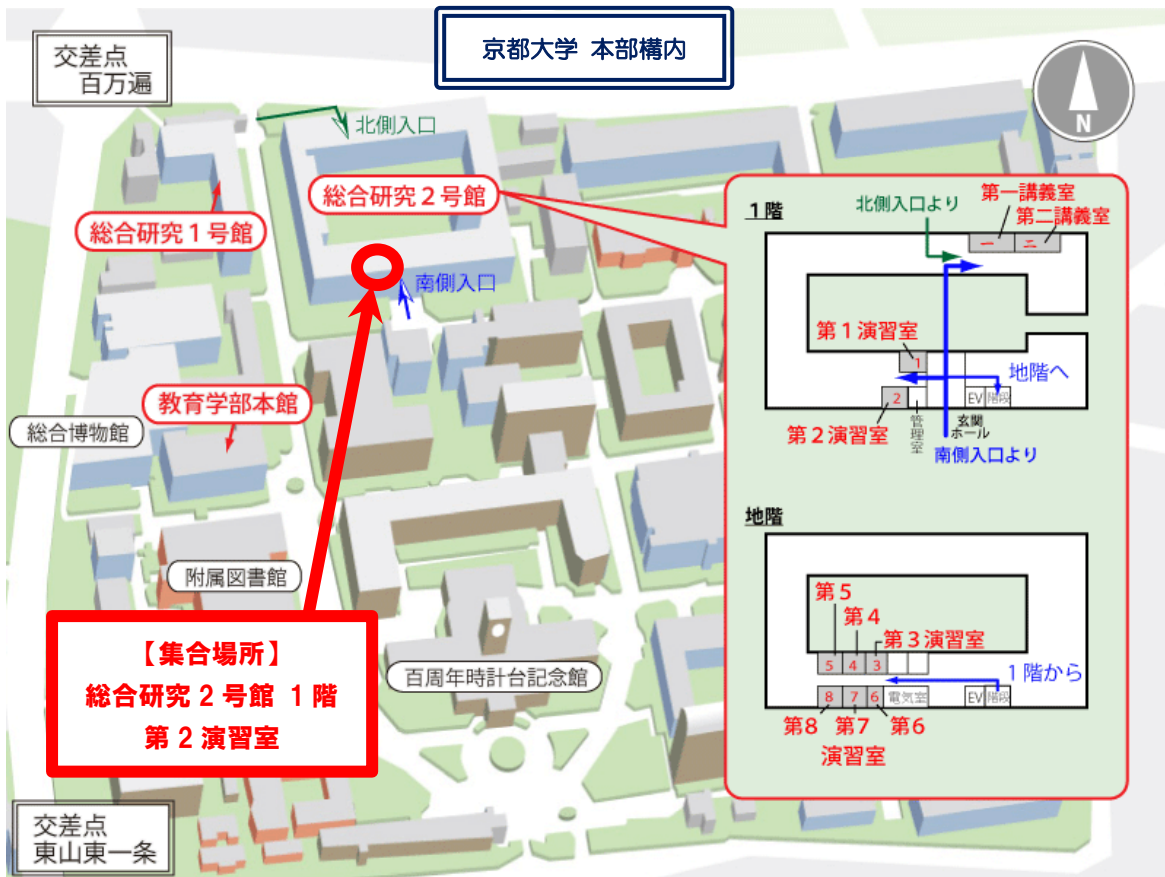 京都大学 本部構内
交差点
百万遍
N
北側入口
総合研究２号館
総合研究１号館
南側入口
教育学部本館
総合博物館
附属図書館
百周年時計台記念館
【集合場所】
総合研究 2 号館 1 階
第 2 演習室
交差点
東山東一条
1階
北側入口より
第一講義室
第二講義室
一 二
第1演習室
1
地階へ
2
EV 階段
第2演習室
管理室
玄関
ホール
南側入口より
地階
第5
第4
第3演習室
5 4 3
1階から
8 7 6 電気室 EV 階段
第8 第7 第6
演習室